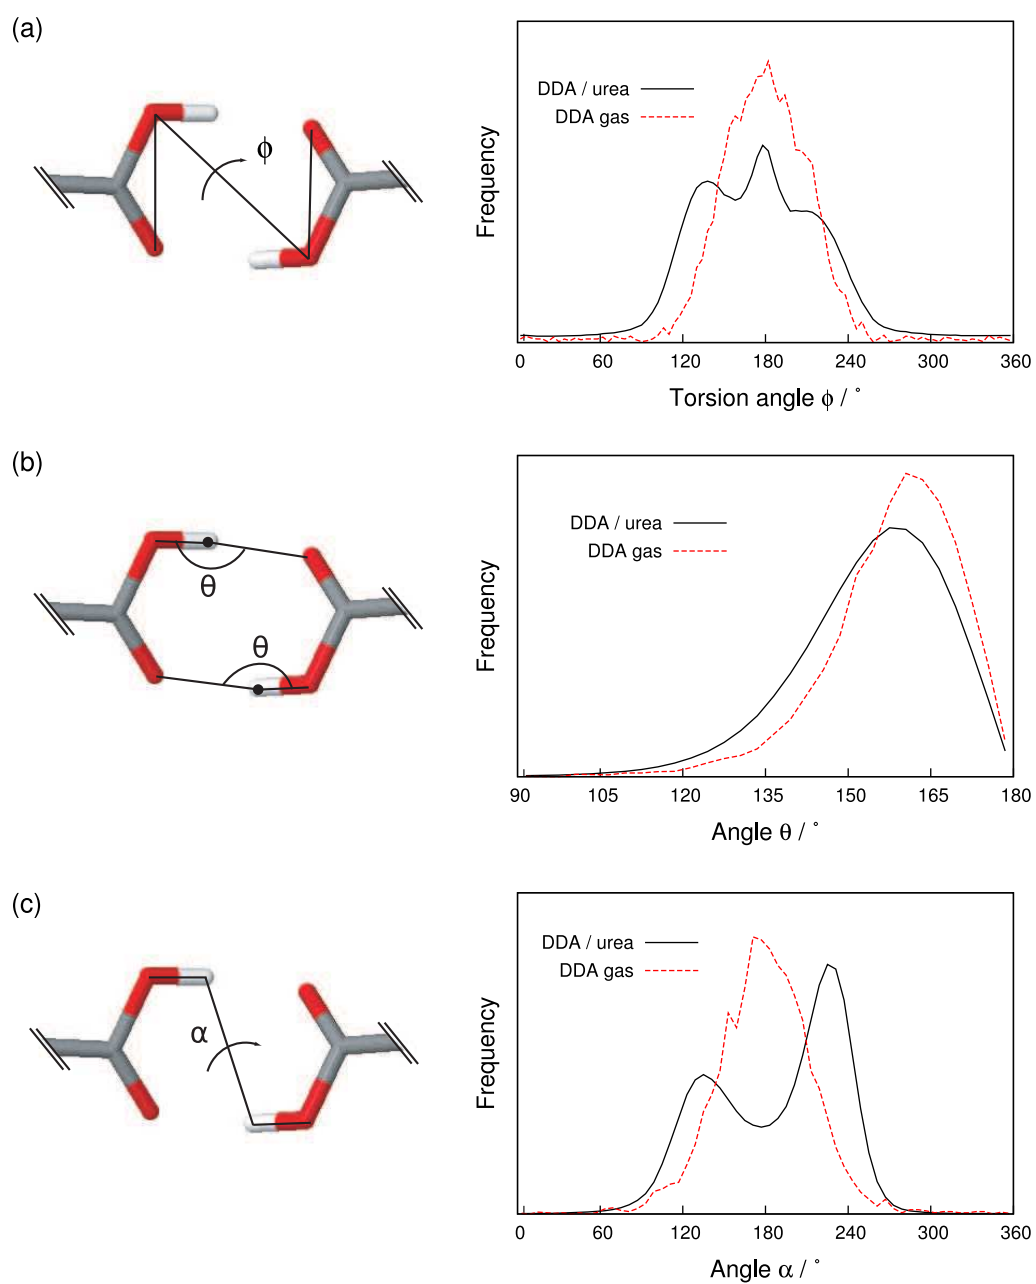 (a)
ϕ
Frequency
DDA / urea
DDA gas
0 60 120 180 240 300 360
Torsion angle ϕ / °
(b)
θ
θ
Frequency
DDA / urea
DDA gas
90 105 120 135 150 165 180
Angle θ / °
(c)
α
Frequency
DDA / urea
DDA gas
0 60 120 180 240 300 360
Angle α / °